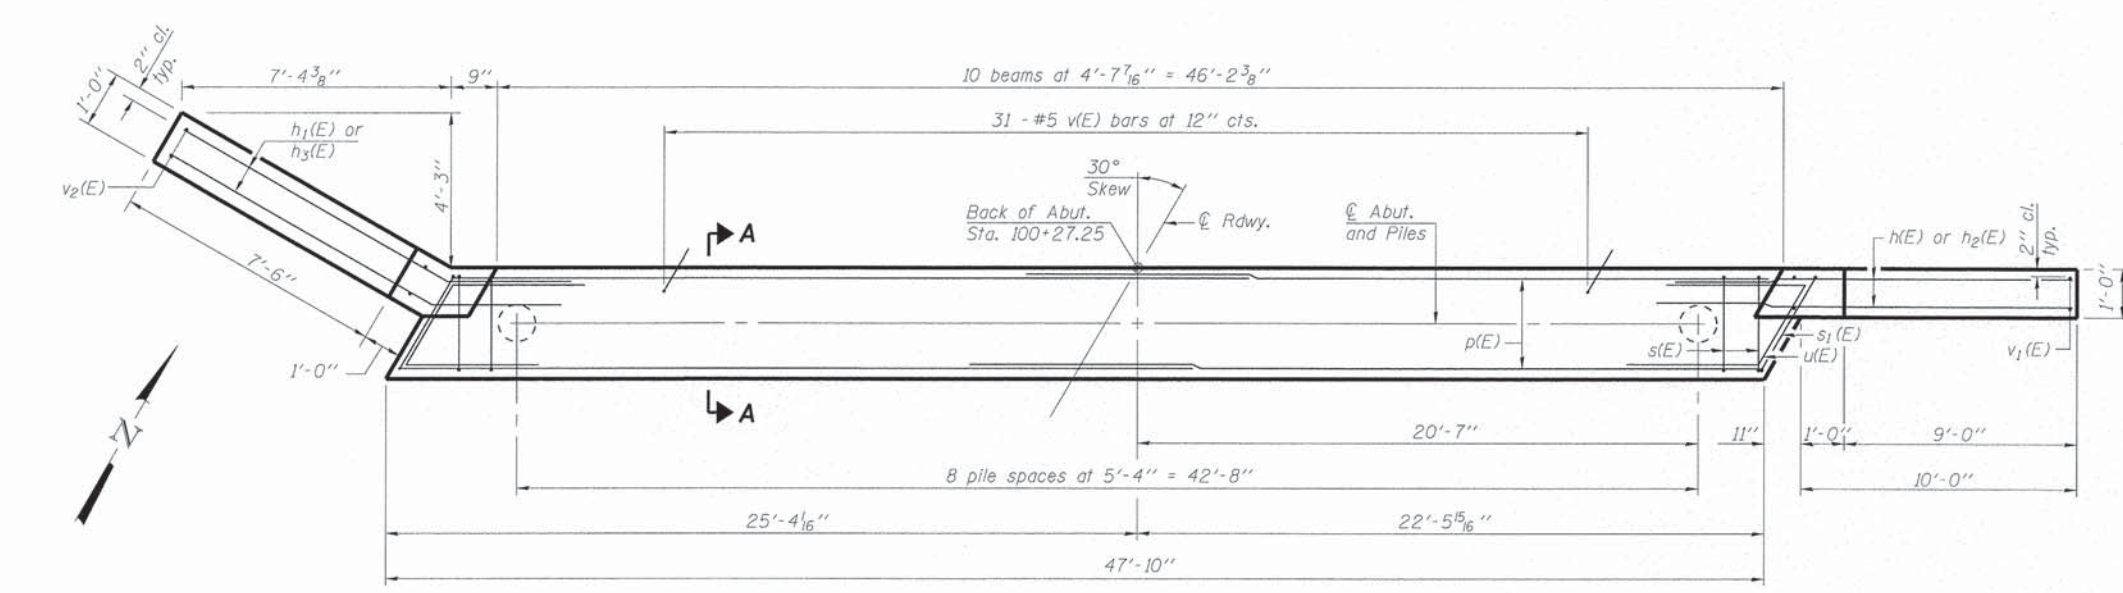 2" cl.
typ.
1'-0"
7'-4 3/8"
9"
10 beams at 4'-7 7/16" = 46'-2 3/8"
31 - #5 v(E) bars at 12" cts.
h1(E) or
h3(E)
v2(E)
4'-3"
30°
Skew
℄ Rdwy.
Back of Abut.
Sta. 100+27.25
℄ Abut.
and Piles
A
h(E) or h2(E)
2" cl.
typ.
1'-0"
7'-6"
1'-0"
p(E)
s(E)
s1(E)
u(E)
v1(E)
A
N
20'-7"
11"
1'-0"
9'-0"
8 pile spaces at 5'-4" = 42'-8"
10'-0"
25'-4 1/16"
22'-5 15/16"
47'-10"